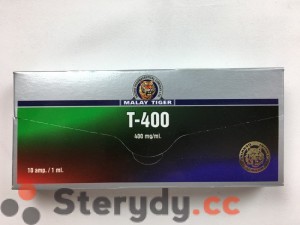 MALAY TIGER
T-400
400 mg/ml.
10 amp. / 1 ml.
Sterydy.cc